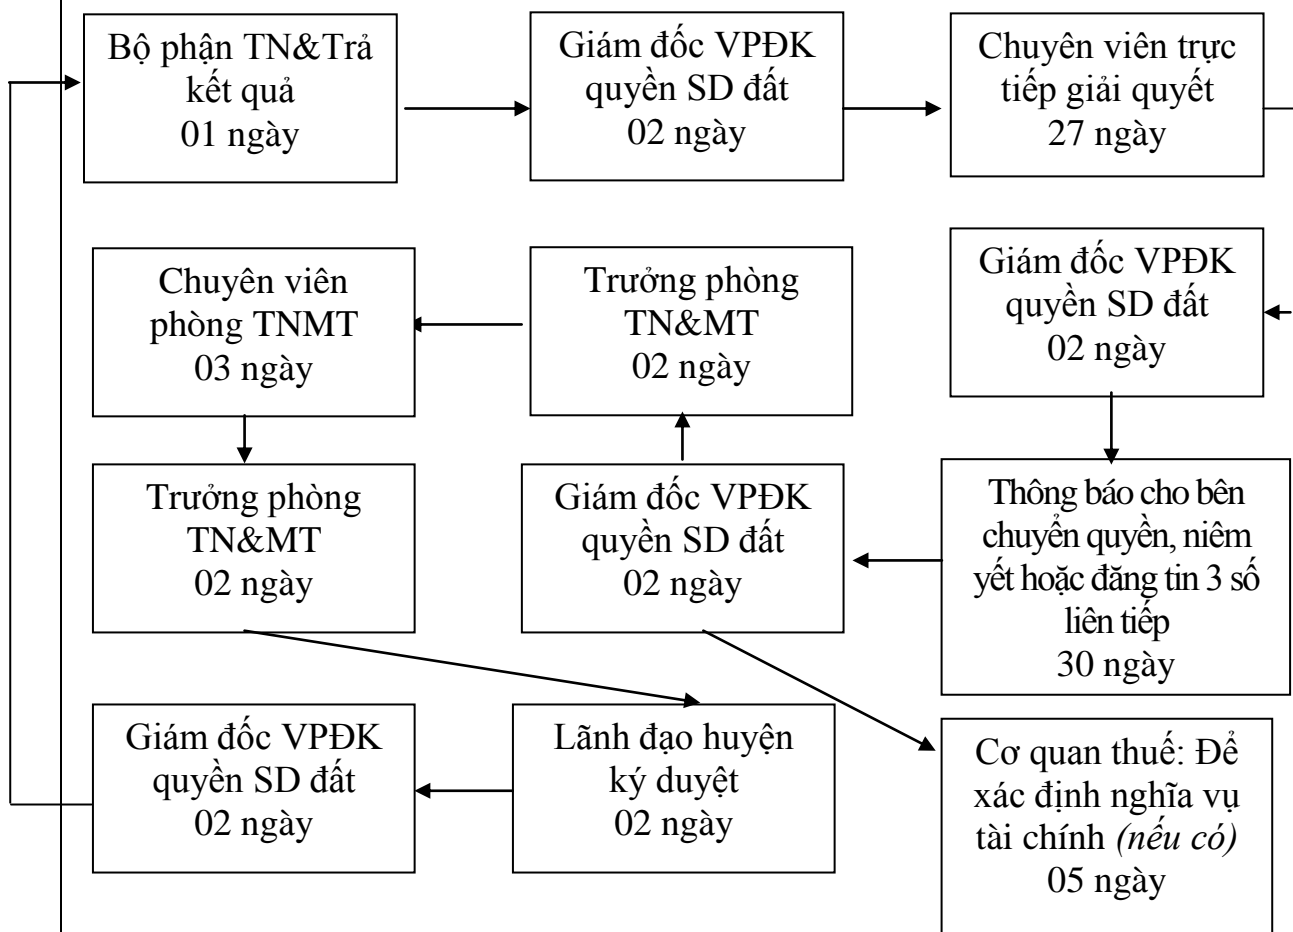 Bộ phận TN&Trả
kết quả
01 ngày
Giám đốc VPĐK
quyền SD đất
02 ngày
Chuyên viên trực
tiếp giải quyết
27 ngày
Giám đốc VPĐK
quyền SD đất
02 ngày
Trưởng phòng
TN&MT
02 ngày
Chuyên viên
phòng TNMT
03 ngày
Trưởng phòng
TN&MT
02 ngày
Giám đốc VPĐK
quyền SD đất
02 ngày
Thông báo cho bên
chuyển quyền, niêm
yết hoặc đăng tin 3 số
liên tiếp
30 ngày
Giám đốc VPĐK
quyền SD đất
02 ngày
Lãnh đạo huyện
ký duyệt
02 ngày
Cơ quan thuế: Để
xác định nghĩa vụ
tài chính (nếu có)
05 ngày